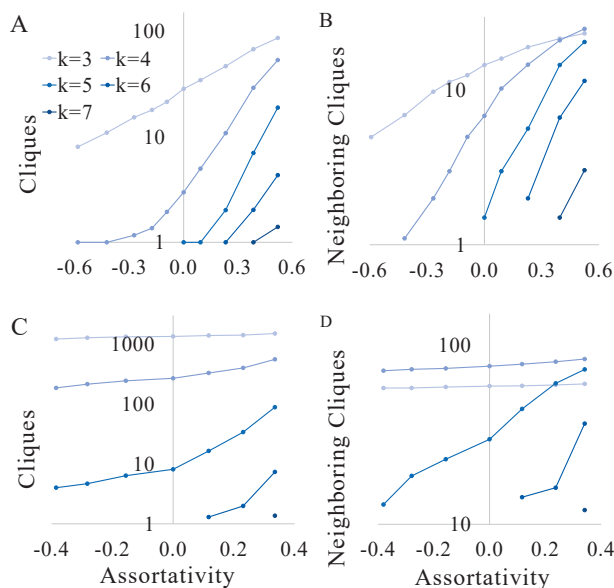 A
100
k=3 k=4
k=5 k=6
k=7
10
1
Cliques
-0.6 -0.3 0.0 0.3 0.6
B
10
1
Neighboring Cliques
-0.6 -0.3 0.0 0.3 0.6
C
1000
100
10
1
Cliques
-0.4 -0.2 0.0 0.2 0.4
Assortativity
D
100
10
Neighboring Cliques
-0.4 -0.2 0.0 0.2 0.4
Assortativity